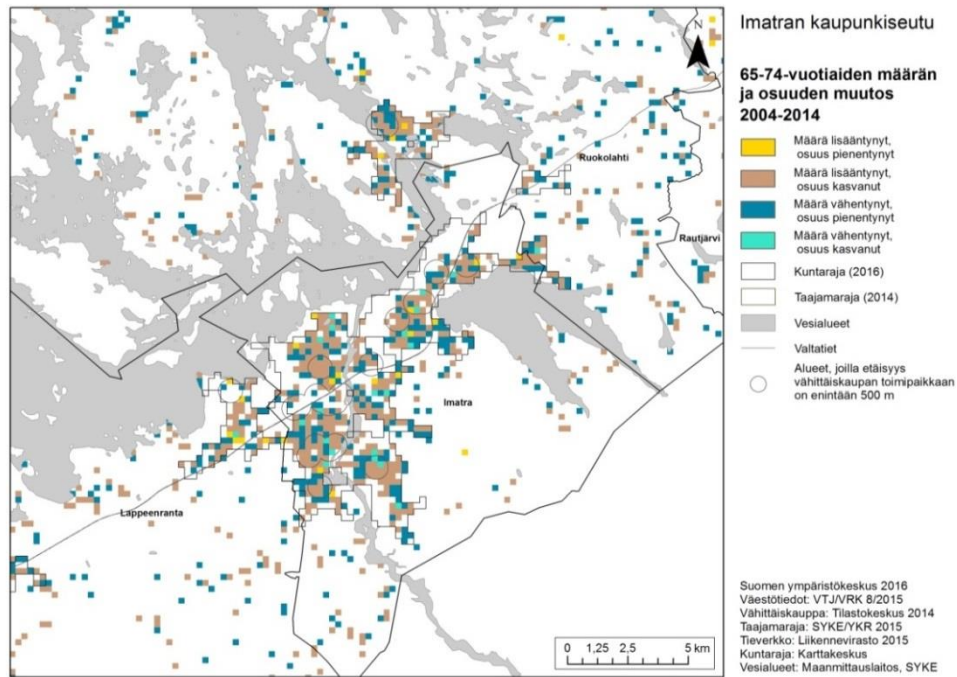 Imatran kaupunkiseutu
65-74-vuotiaiden määrän
ja osuuden muutos
2004-2014
Määrä lisääntynyt,
osuus pienentynyt
Määrä lisääntynyt,
osuus kasvanut
Määrä vähentynyt,
osuus pienentynyt
Määrä vähentynyt,
osuus kasvanut
Kuntaraja (2016)
Taajamaraja (2014)
Vesialueet
Valtatiet
Alueet, joilla etäisyys
vähittäiskaupan toimipaikkaan
on enintään 500 m
N
Ruokolahti
Rautjärvi
Imatra
Lappeenranta
0 1,25 2,5 5 km
Suomen ympäristökeskus 2016
Väestötiedot: VTJ/VRK 8/2015
Vähittäiskauppa: Tilastokeskus 2014
Taajamaraja: SYKE/YKR 2015
Tieverkko: Liikennevirasto 2015
Kuntaraja: Karttakeskus
Vesialueet: Maanmittauslaitos, SYKE